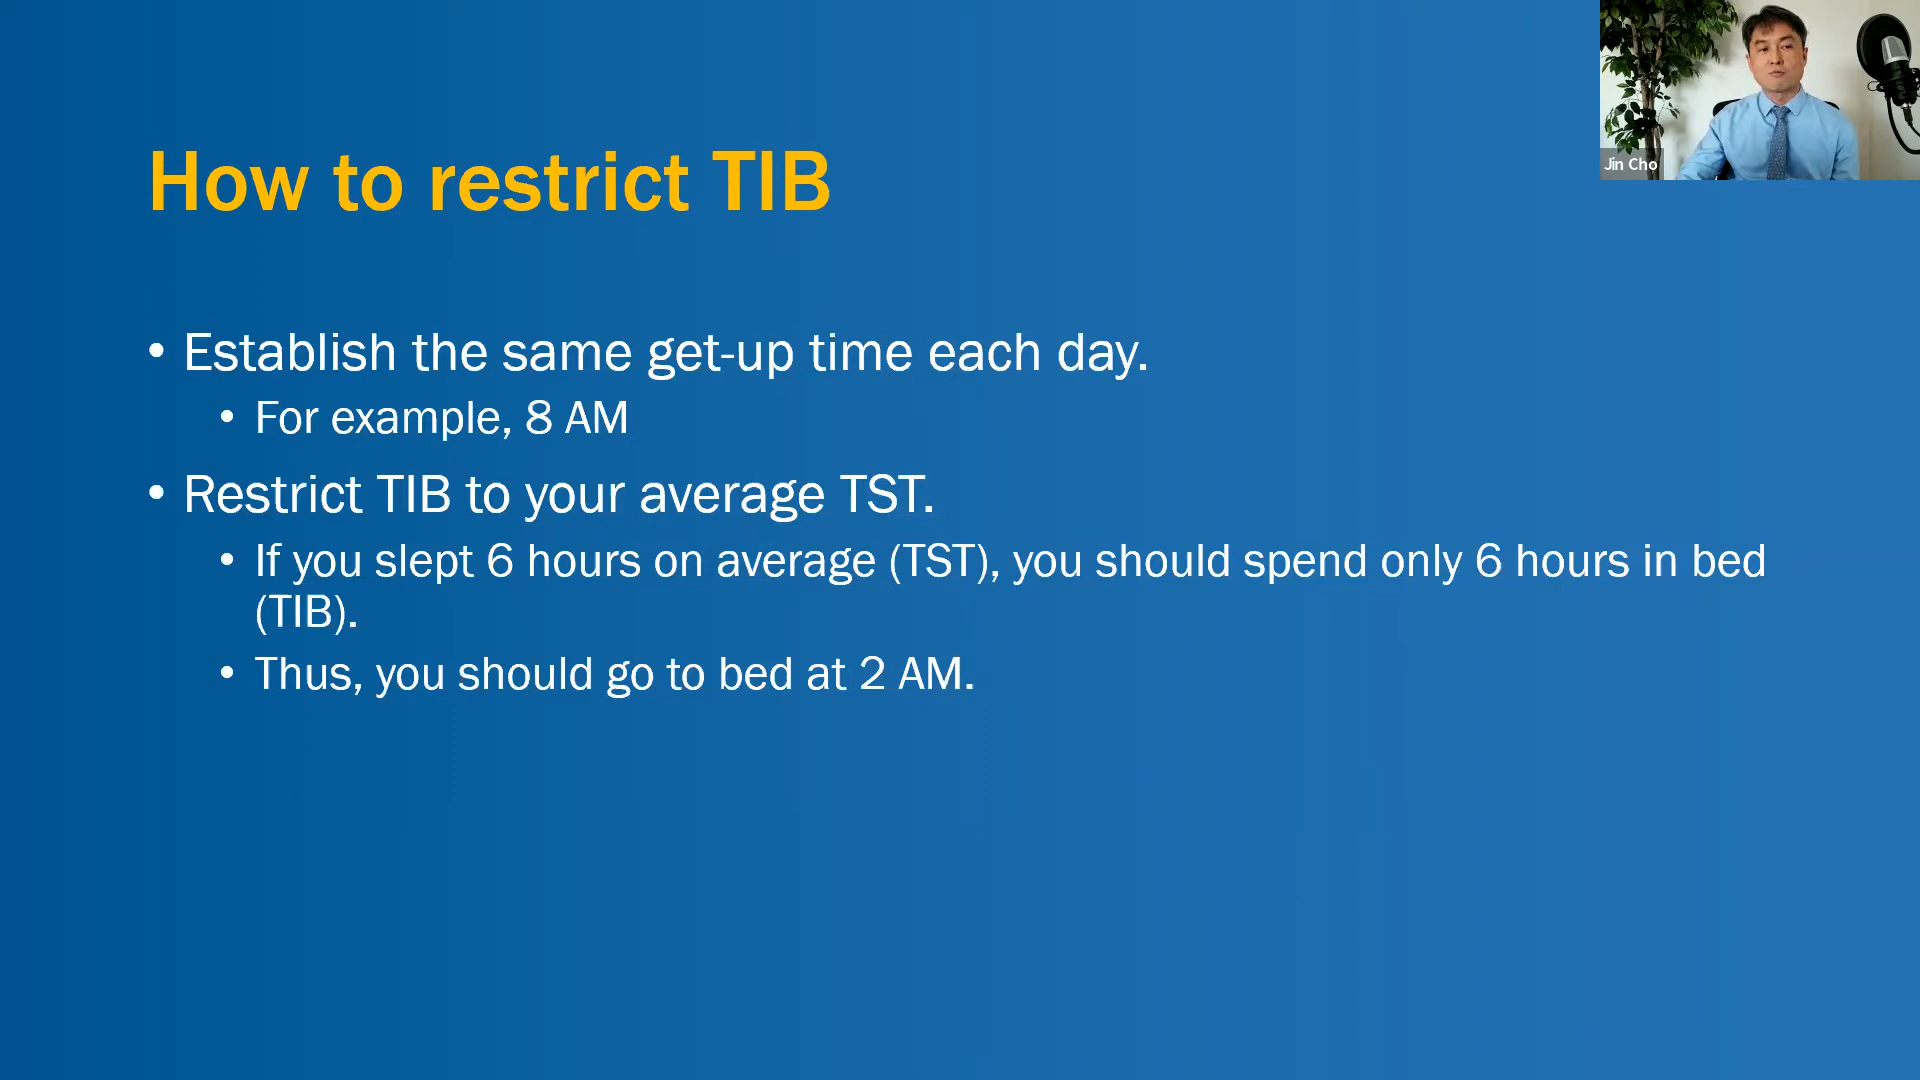 Jin Cho
How to restrict TIB
• Establish the same get-up time each day.
• For example, 8 AM
• Restrict TIB to your average TST.
• If you slept 6 hours on average (TST), you should spend only 6 hours in bed
(TIB).
• Thus, you should go to bed at 2 AM.